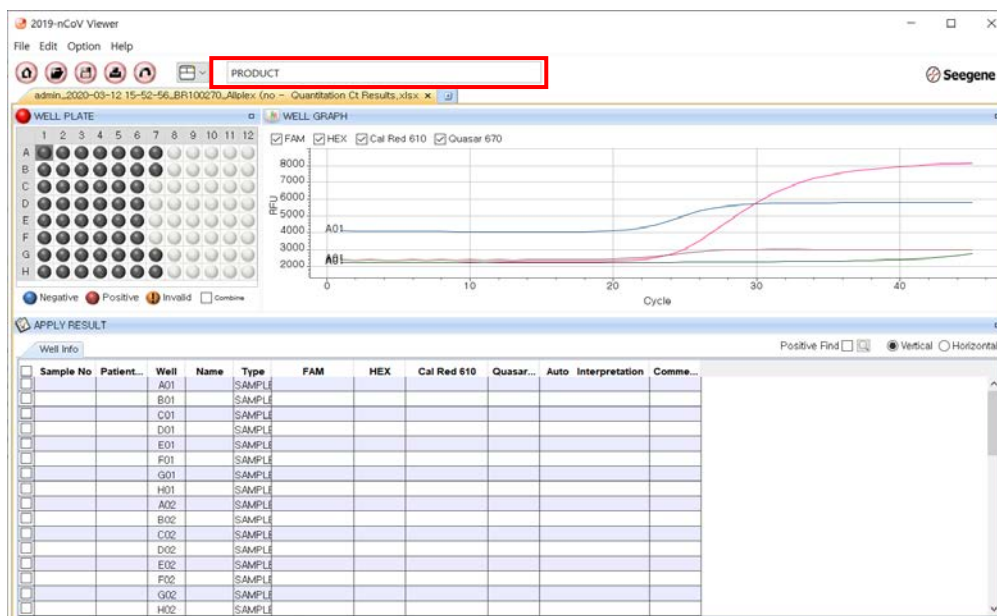 2019-nCoV Viewer
File Edit Option Help
PRODUCT
Seegene
admin_2020-03-12 15-52-56_BR100270_Allplex (no - Quantitation Ct Results,xlsx x
WELL PLATE
WELL GRAPH
1 2 3 4 5 6 7 8 9 10 11 12
FAM HEX Cal Red 610 Quasar 670
A
B
C
D
E
F
G
H
Negative Positive Invalid Combine
8000
7000
6000
5000
4000
3000
2000
RFU
A01
0 10 20 30 40
Cycle
APPLY RESULT
Well Info
Positive Find Vertical Horizontal
Sample No Patient... Well Name Type FAM HEX Cal Red 610 Quasar... Auto Interpretation Comme...
A01 SAMPLE
B01 SAMPLE
C01 SAMPLE
D01 SAMPLE
E01 SAMPLE
F01 SAMPLE
G01 SAMPLE
H01 SAMPLE
A02 SAMPLE
B02 SAMPLE
C02 SAMPLE
D02 SAMPLE
E02 SAMPLE
F02 SAMPLE
G02 SAMPLE
H02 SAMPLE